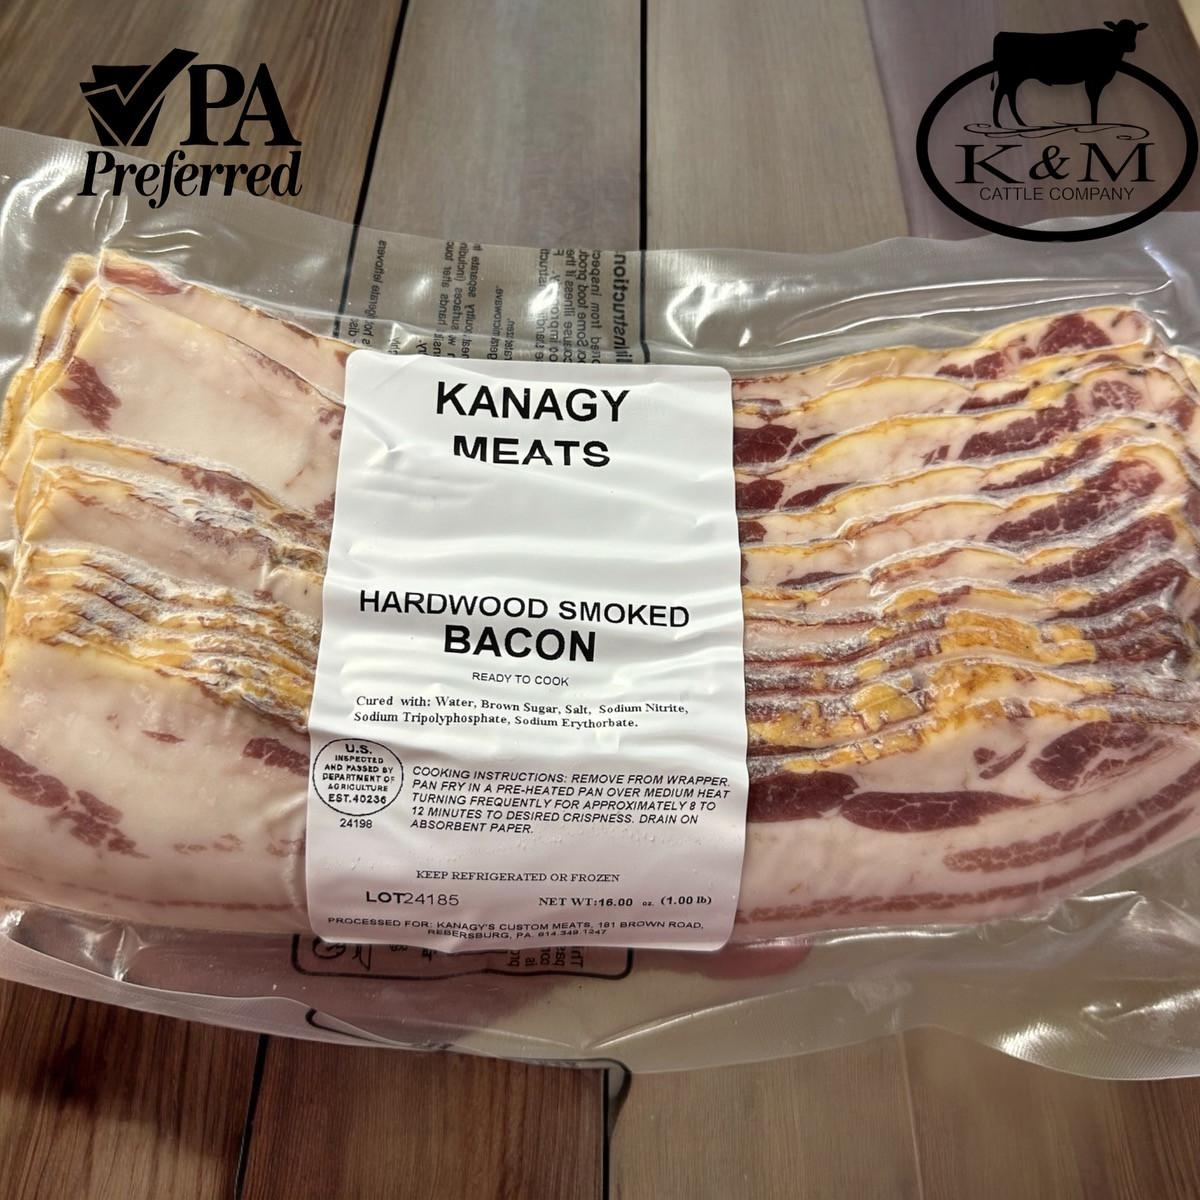 PA
Preferred
K & M
CATTLE COMPANY
KANAGY
MEATS
HARDWOOD SMOKED
BACON
READY TO COOK
Cured with: Water, Brown Sugar, Salt, Sodium Nitrite,
Sodium Tripolyphosphate, Sodium Erythorbate.
U.S.
INSPECTED
AND PASSED BY
DEPARTMENT OF
AGRICULTURE
EST.40236
24198
COOKING INSTRUCTIONS: REMOVE FROM WRAPPER.
PAN FRY IN A PRE-HEATED PAN OVER MEDIUM HEAT
TURNING FREQUENTLY FOR APPROXIMATELY 8 TO
12 MINUTES TO DESIRED CRISPNESS. DRAIN ON
ABSORBENT PAPER.
KEEP REFRIGERATED OR FROZEN
LOT24185
NET WT:16.00 oz. (1.00 lb)
PROCESSED FOR: KANAGY'S CUSTOM MEATS, 181 BROWN ROAD,
REBERSBURG, PA. 814.349.1247